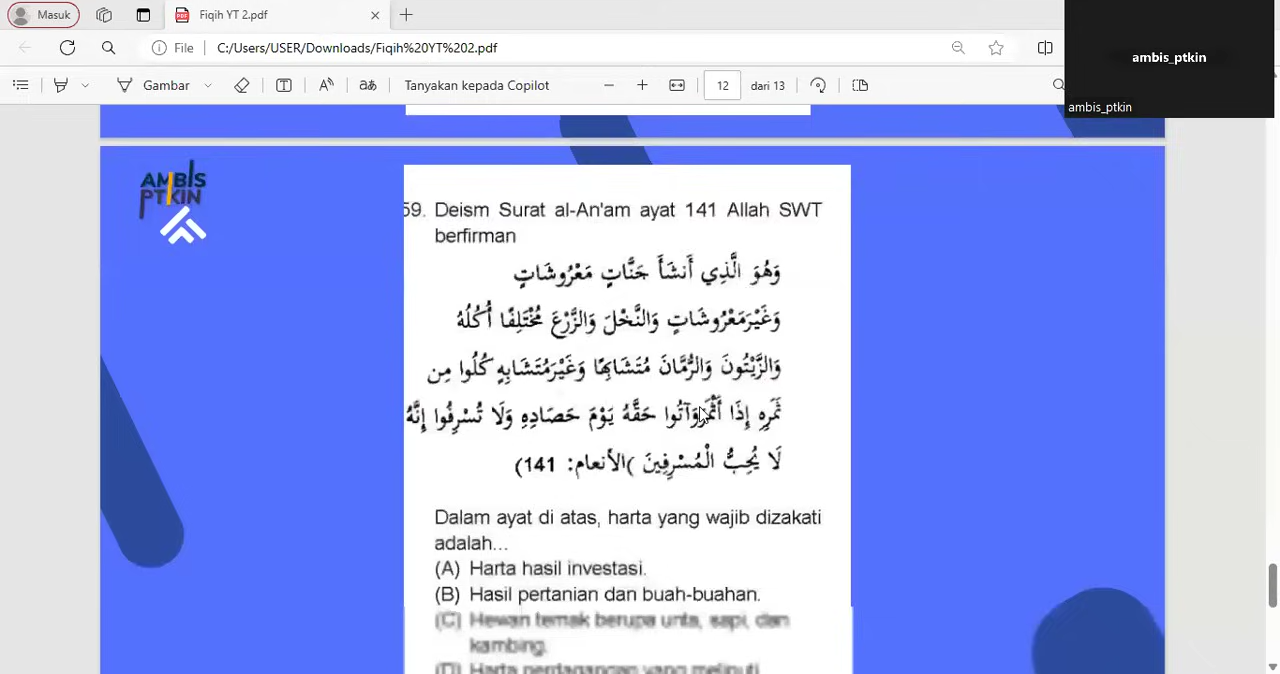 Masuk
Fiqih YT 2.pdf
File
C:/Users/USER/Downloads/Fiqih%20YT%202.pdf
Gambar
Tanyakan kepada Copilot
12
dari 13
ambis_ptkin
ambis_ptkin
AMBIS
PTKIN
59. Deism Surat al-An'am ayat 141 Allah SWT
berfirman
وَهُوَ الَّذِي أَنشَأَ جَنَّاتٍ مَعْرُوشَاتٍ
وَغَيْرَمَعْرُوشَاتٍ وَالنَّخْلَ وَالزَّرْعَ مُخْتَلِفًا أُكُلُهُ
وَالزَّيْتُونَ وَالرُّمَّانَ مُتَشَابِهًا وَغَيْرَمُتَشَابِهٍ كُلُوا مِن
ثَمَرِهِ إِذَا أَثْمَرَوَآتُوا حَقَّهُ يَوْمَ حَصَادِهِ وَلَا تُسْرِفُوا إِنَّهُ
لَا يُحِبُّ الْمُسْرِفِينَ )الأنعام: 141)
Dalam ayat di atas, harta yang wajib dizakati
adalah...
(A) Harta hasil investasi.
(B) Hasil pertanian dan buah-buahan.
(C) Hewan ternak berupa unta, sapi, dan
kambing.
(D) Harta perdagangan yang meliputi